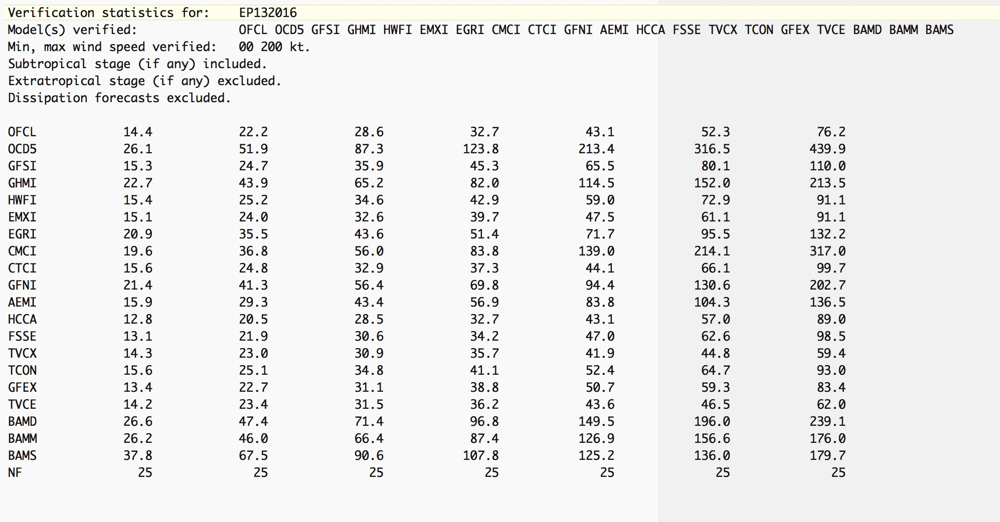 Verification statistics for:    EP132016
Model(s) verified:              OFCL OCD5 GFSI GHMI HWFI EMXI EGRI CMCI CTCI GFNI AEMI HCCA FSSE TVCX TCON GFEX TVCE BAMD BAMM BAMS
Min, max wind speed verified:   00 200 kt.
Subtropical stage (if any) included.
Extratropical stage (if any) excluded.
Dissipation forecasts excluded.
OFCL            14.4            22.2            28.6            32.7            43.1            52.3            76.2
OCD5            26.1            51.9            87.3           123.8           213.4           316.5           439.9
GFSI            15.3            24.7            35.9            45.3            65.5            80.1           110.0
GHMI            22.7            43.9            65.2            82.0           114.5           152.0           213.5
HWFI            15.4            25.2            34.6            42.9            59.0            72.9            91.1
EMXI            15.1            24.0            32.6            39.7            47.5            61.1            91.1
EGRI            20.9            35.5            43.6            51.4            71.7            95.5           132.2
CMCI            19.6            36.8            56.0            83.8           139.0           214.1           317.0
CTCI            15.6            24.8            32.9            37.3            44.1            66.1            99.7
GFNI            21.4            41.3            56.4            69.8            94.4           130.6           202.7
AEMI            15.9            29.3            43.4            56.9            83.8           104.3           136.5
HCCA            12.8            20.5            28.5            32.7            43.1            57.0            89.0
FSSE            13.1            21.9            30.6            34.2            47.0            62.6            98.5
TVCX            14.3            23.0            30.9            35.7            41.9            44.8            59.4
TCON            15.6            25.1            34.8            41.1            52.4            64.7            93.0
GFEX            13.4            22.7            31.1            38.8            50.7            59.3            83.4
TVCE            14.2            23.4            31.5            36.2            43.6            46.5            62.0
BAMD            26.6            47.4            71.4            96.8           149.5           196.0           239.1
BAMM            26.2            46.0            66.4            87.4           126.9           156.6           176.0
BAMS            37.8            67.5            90.6           107.8           125.2           136.0           179.7
NF                25              25              25              25              25              25              25